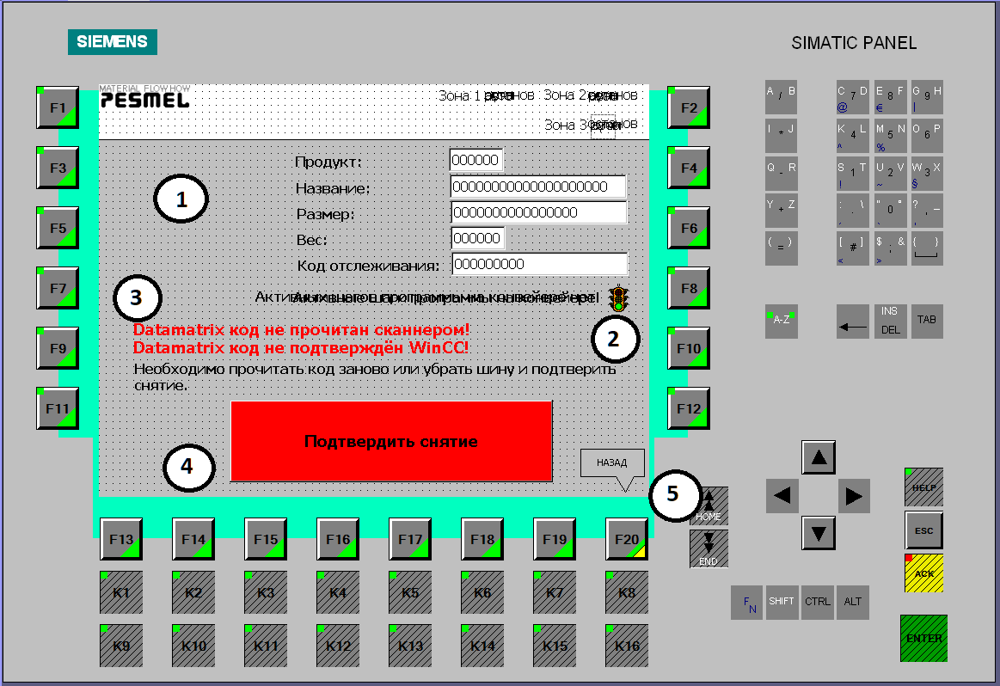 SIEMENS
SIMATIC PANEL
MATERIAL FLOW HOW
PESMEL
Зона 1
Зона 2
Зона 3
Продукт: 000000
Название: 00000000000000000000
Размер: 0000000000000000
Вес: 000000
Код отслеживания: 000000000
Datamatrix код не прочитан сканнером!
Datamatrix код не подтверждён WinCC!
Необходимо прочитать код заново или убрать шину и подтверить
снятие.
Подтвердить снятие
НАЗАД
1
2
3
4
5
F1
F3
F5
F7
F9
F11
F2
F4
F6
F8
F10
F12
F13 F14 F15 F16 F17 F18 F19 F20
K1 K2 K3 K4 K5 K6 K7 K8
K9 K10 K11 K12 K13 K14 K15 K16
HOME
END
A / B
C 7 D @
E 8 F €
G 9 H |
I * J
K 4 L ^
M 5 N %
O 6 P
Q - R
S 1 T !
U 2 V ~
W 3 X §
Y + Z
: . \
" 0 °
? , _
( = )
[ # ] <
$ ; & >
{ }
A-Z
INS
DEL
TAB
HELP
ESC
ACK
FN SHIFT CTRL ALT
ENTER